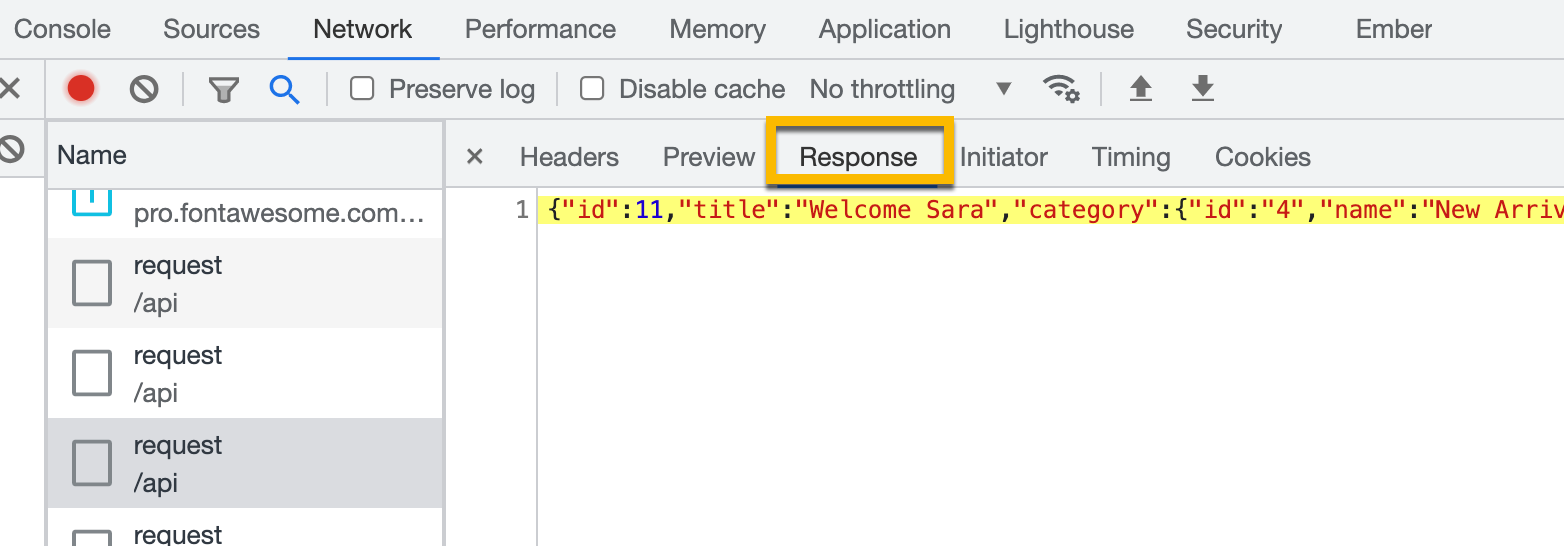 Console Sources Network Performance Memory Application Lighthouse Security Ember
Preserve log Disable cache No throttling
Name
Headers Preview Response Initiator Timing Cookies
pro.fontawesome.com...
1 {"id":11,"title":"Welcome Sara","category":{"id":"4","name":"New Arriv
request
/api
request
/api
request
/api
request